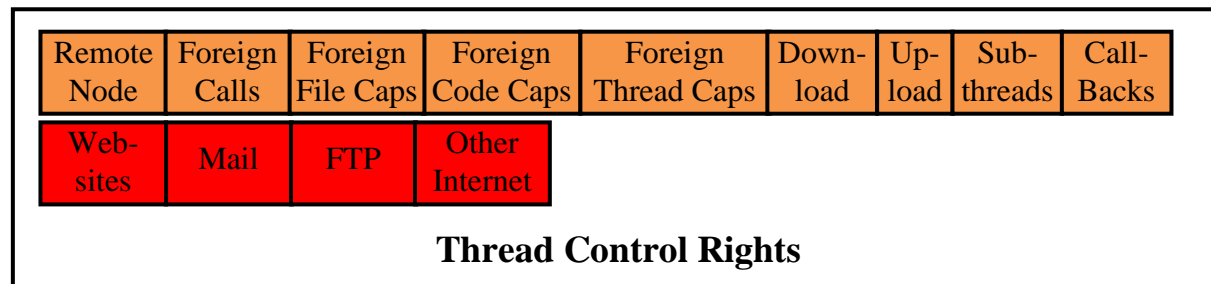 Remote Foreign Foreign Foreign Foreign Down- Up- Sub- Call-
Node Calls File Caps Code Caps Thread Caps load load threads Backs
Web- Mail FTP Other
sites Internet
Thread Control Rights